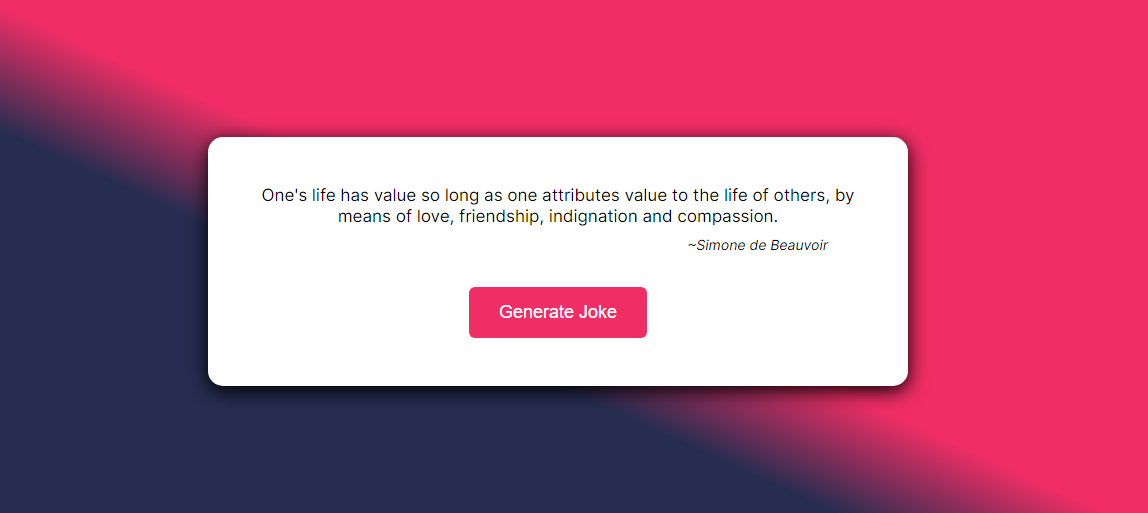 One's life has value so long as one attributes value to the life of others, by
means of love, friendship, indignation and compassion.
~Simone de Beauvoir
Generate Joke